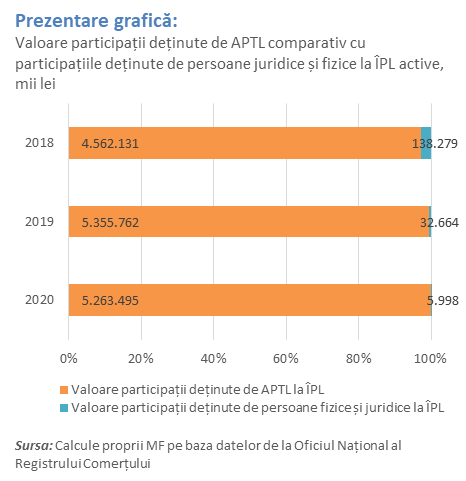 Prezentare grafică:
Valoare participații deținute de APTL comparativ cu
participațiile deținute de persoane juridice și fizice la ÎPL active,
mii lei
2018
4.562.131
138.279
2019
5.355.762
32.664
2020
5.263.495
5.998
0% 20% 40% 60% 80% 100%
Valoare participații deținute de APTL la ÎPL
Valoare participații deținute de persoane fizice și juridice la ÎPL
Sursa: Calcule proprii MF pe baza datelor de la Oficiul Național al
Registrului Comerțului